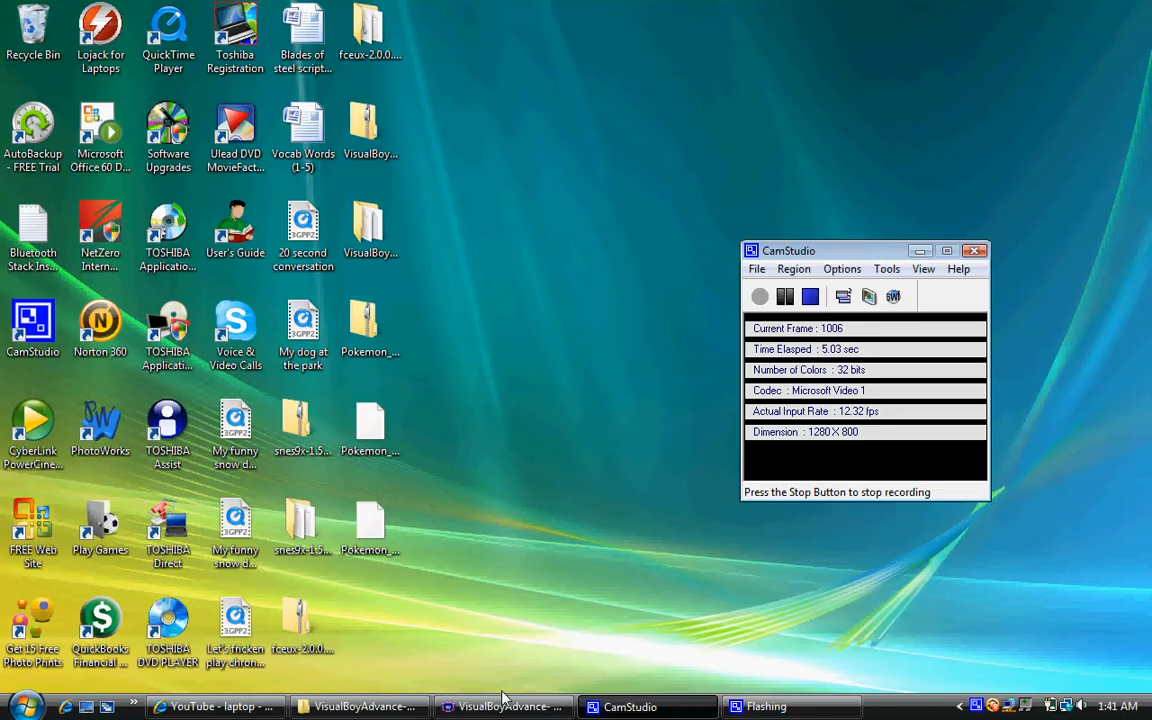 Recycle Bin
Lojack for
Laptops
QuickTime
Player
Toshiba
Registration
Blades of
steel script...
fceux-2.0.0....
AutoBackup
- FREE Trial
Microsoft
Office 60 D...
Software
Upgrades
Ulead DVD
MovieFact...
Vocab Words
(1-5)
VisualBoy...
Bluetooth
Stack Ins...
NetZero
Intern...
TOSHIBA
Applicatio...
User's Guide
20 second
conversation
VisualBoy...
CamStudio
Norton 360
TOSHIBA
Applicati...
Voice &
Video Calls
My dog at
the park
Pokemon_...
CyberLink
PowerCine...
PhotoWorks
TOSHIBA
Assist
My funny
snow d...
snes9x-1.5...
Pokemon_...
FREE Web
Site
Play Games
TOSHIBA
Direct
My funny
snow d...
snes9x-1.5...
Pokemon_...
Get 15 Free
Photo Prints
QuickBooks
Financial ...
TOSHIBA
DVD PLAYER
Let's fricken
play chron...
fceux-2.0.0....
CamStudio
File Region Options Tools View Help
Current Frame : 1006
Time Elasped : 5.03 sec
Number of Colors : 32 bits
Codec : Microsoft Video 1
Actual Input Rate : 12.32 fps
Dimension : 1280 X 800
Press the Stop Button to stop recording
YouTube - laptop - ...
VisualBoyAdvance-...
VisualBoyAdvance- ...
CamStudio
Flashing
1:41 AM